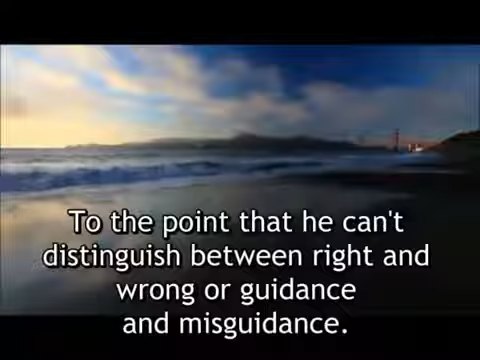 To the point that he can't
distinguish between right and
wrong or guidance
and misguidance.